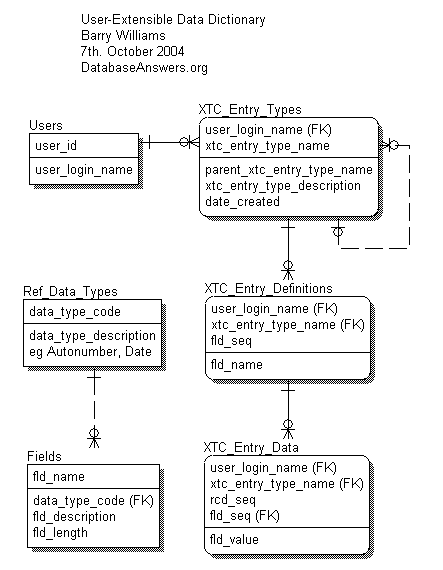 User-Extensible Data Dictionary
Barry Williams
7th. October 2004
DatabaseAnswers.org
XTC_Entry_Types
user_login_name (FK)
xtc_entry_type_name
parent_xtc_entry_type_name
xtc_entry_type_description
date_created
Users
user_id
user_login_name
XTC_Entry_Definitions
user_login_name (FK)
xtc_entry_type_name (FK)
fld_seq
fld_name
Ref_Data_Types
data_type_code
data_type_description
eg Autonumber, Date
XTC_Entry_Data
user_login_name (FK)
xtc_entry_type_name (FK)
rcd_seq
fld_seq (FK)
fld_value
Fields
fld_name
data_type_code (FK)
fld_description
fld_length